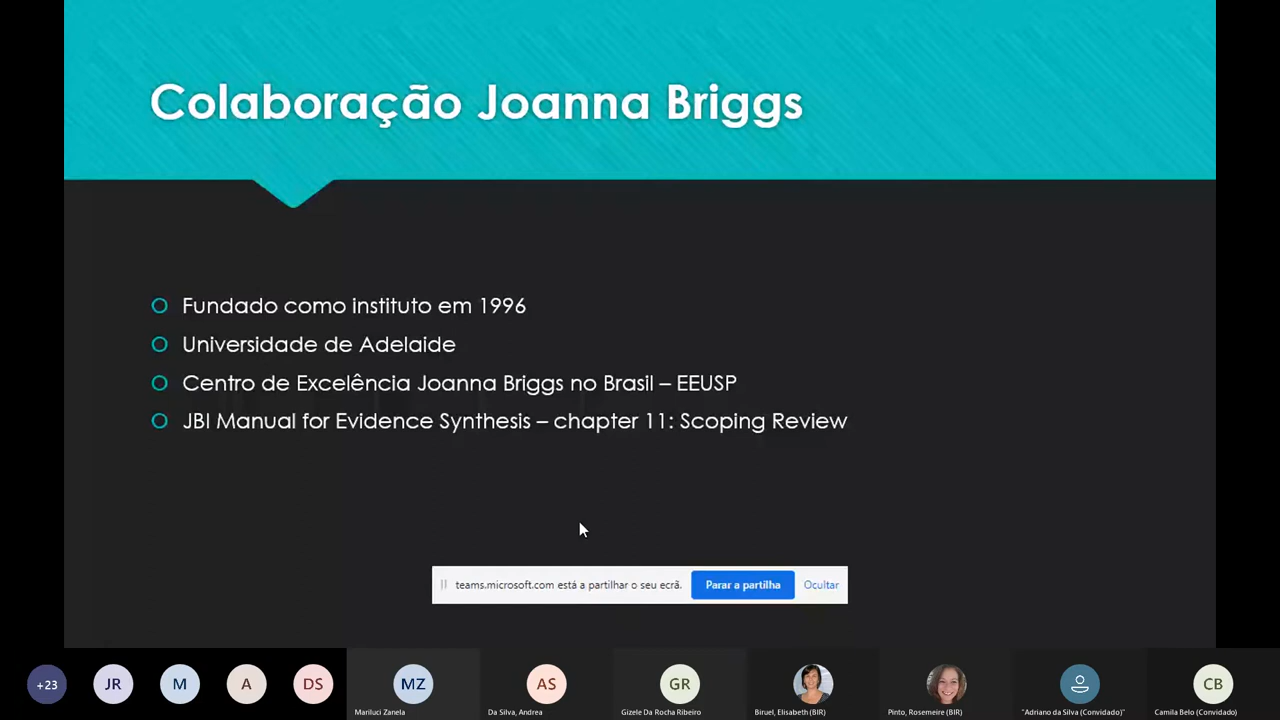 Colaboração Joanna Briggs
Fundado como instituto em 1996
Universidade de Adelaide
Centro de Excelência Joanna Briggs no Brasil – EEUSP
JBI Manual for Evidence Synthesis – chapter 11: Scoping Review
teams.microsoft.com está a partilhar o seu ecrã. Parar a partilha Ocultar
+23 JR M A DS MZ AS GR CB
Mariluci Zanela Da Silva, Andrea Gizele Da Rocha Ribeiro Biruel, Elisabeth (BIR) Pinto, Rosemeire (BIR) "Adriano da Silva (Convidado)" Camila Belo (Convidado)